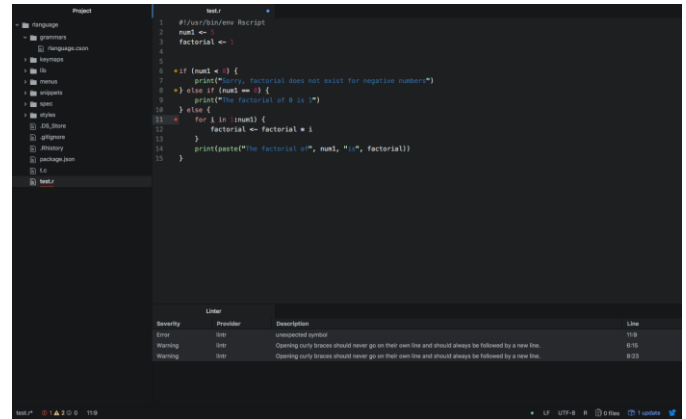 Project
rlanguage
grammars
rlanguage.cson
keymaps
lib
menus
snippets
spec
styles
.DS_Store
.gitignore
.Rhistory
package.json
t.c
test.r
test.r
1 #!/usr/bin/env Rscript
2 num1 <- 5
3 factorial <- 1
4
5
6 if (num1 < 0) {
7 print("Sorry, factorial does not exist for negative numbers")
8 } else if (num1 == 0) {
9 print("The factorial of 0 is 1")
10 } else {
11 for i in 1:num1) {
12 factorial <- factorial * i
13 }
14 print(paste("The factorial of", num1, "is", factorial))
15 }
Linter
Severity Provider Description Line
Error lintr unexpected symbol 11:9
Warning lintr Opening curly braces should never go on their own line and should always be followed by a new line. 6:15
Warning lintr Opening curly braces should never go on their own line and should always be followed by a new line. 8:23
test.r* 1 2 0 11:9 LF UTF-8 R 0 files 1 update